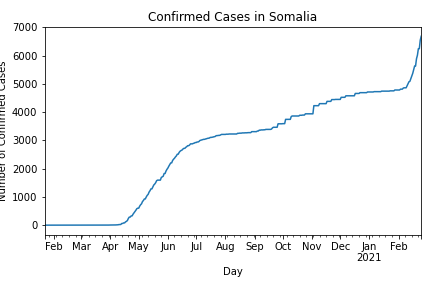 Confirmed Cases in Somalia
Number of Confirmed Cases
7000
6000
5000
4000
3000
2000
1000
0
Feb Mar Apr May Jun Jul Aug Sep Oct Nov Dec Jan Feb
2021
Day